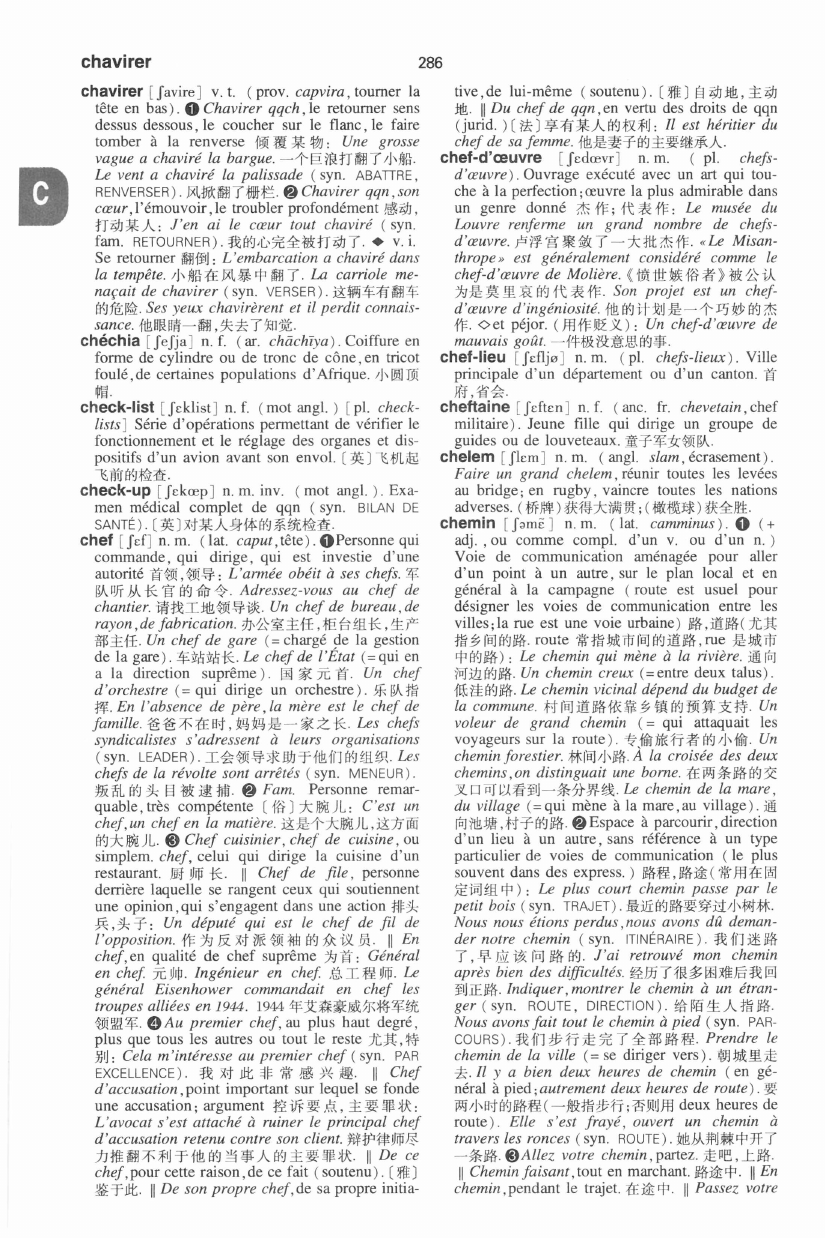 chavirer
286
chavirer [ʃavire] v. t. (prov. capvira, tourner la
tête en bas). ❶ Chavirer qqch, le retourner sens
dessus dessous, le coucher sur le flanc, le faire
tomber à la renverse 倾覆某物: Une grosse
vague a chaviré la bargue. 一个巨浪打翻了小船.
Le vent a chaviré la palissade (syn. ABATTRE,
RENVERSER). 风掀翻了栅栏. ❷ Chavirer qqn, son
cœur, l'émouvoir, le troubler profondément 感动,
打动某人: J'en ai le cœur tout chaviré (syn.
fam. RETOURNER). 我的心完全被打动了. ◆ v. i.
Se retourner 翻倒: L'embarcation a chaviré dans
la tempête. 小船在风暴中翻了. La carriole me-
naçait de chavirer (syn. VERSER). 这辆车有翻车
的危险. Ses yeux chavirèrent et il perdit connais-
sance. 他眼睛一翻,失去了知觉.
chéchia [ʃeʃja] n. f. (ar. chāchīya). Coiffure en
forme de cylindre ou de tronc de cône, en tricot
foulé, de certaines populations d'Afrique. 小圆顶
帽.
check-list [ʃɛklist] n. f. (mot angl.) [pl. check-
lists] Série d'opérations permettant de vérifier le
fonctionnement et le réglage des organes et dis-
positifs d'un avion avant son envol. [英]飞机起
飞前的检查.
check-up [ʃɛkœp] n. m. inv. (mot angl.). Exa-
men médical complet de qqn (syn. BILAN DE
SANTÉ). [英]对某人身体的系统检查.
chef [ʃɛf] n. m. (lat. caput, tête). ❶Personne qui
commande, qui dirige, qui est investie d'une
autorité 首领,领导: L'armée obéit à ses chefs. 军
队听从长官的命令. Adressez-vous au chef de
chantier. 请找工地领导谈. Un chef de bureau, de
rayon, de fabrication. 办公室主任,柜台组长,生产
部主任. Un chef de gare (= chargé de la gestion
de la gare). 车站站长. Le chef de l'État (= qui en
a la direction suprême). 国家元首. Un chef
d'orchestre (= qui dirige un orchestre). 乐队指
挥. En l'absence de père, la mère est le chef de
famille. 爸爸不在时,妈妈是一家之长. Les chefs
syndicalistes s'adressent à leurs organisations
(syn. LEADER). 工会领导求助于他们的组织. Les
chefs de la révolte sont arrêtés (syn. MENEUR).
叛乱的头目被逮捕. ❷ Fam. Personne remar-
quable, très compétente [俗]大腕儿: C'est un
chef, un chef en la matière. 这是个大腕儿,这方面
的大腕儿. ❸ Chef cuisinier, chef de cuisine, ou
simplem. chef, celui qui dirige la cuisine d'un
restaurant. 厨师长. ‖ Chef de file, personne
derrière laquelle se rangent ceux qui soutiennent
une opinion, qui s'engagent dans une action 排头
兵,头子: Un député qui est le chef de fil de
l'opposition. 作为反对派领袖的众议员. ‖ En
chef, en qualité de chef suprême 为首: Général
en chef. 元帅. Ingénieur en chef. 总工程师. Le
général Eisenhower commandait en chef les
troupes alliées en 1944. 1944 年艾森豪威尔将军统
领盟军. ❹ Au premier chef, au plus haut degré,
plus que tous les autres ou tout le reste 尤其,特
别: Cela m'intéresse au premier chef (syn. PAR
EXCELLENCE). 我对此非常感兴趣. ‖ Chef
d'accusation, point important sur lequel se fonde
une accusation; argument 控诉要点,主要罪状:
L'avocat s'est attaché à ruiner le principal chef
d'accusation retenu contre son client. 辩护律师尽
力推翻不利于他的当事人的主要罪状. ‖ De ce
chef, pour cette raison, de ce fait (soutenu). [雅]
鉴于此. ‖ De son propre chef, de sa propre initia-
C
tive, de lui-même (soutenu). [雅]自动地,主动
地. ‖ Du chef de qqn, en vertu des droits de qqn
(jurid.) [法]享有某人的权利: Il est héritier du
chef de sa femme. 他是妻子的主要继承人.
chef-d'œuvre [ʃɛdœvr] n. m. (pl. chefs-
d'œuvre). Ouvrage exécuté avec un art qui tou-
che à la perfection; œuvre la plus admirable dans
un genre donné 杰作;代表作: Le musée du
Louvre renferme un grand nombre de chefs-
d'œuvre. 卢浮宫聚敛了一大批杰作. «Le Misan-
thrope» est généralement considéré comme le
chef-d'œuvre de Molière.《愤世嫉俗者》被公认
为是莫里哀的代表作. Son projet est un chef-
d'œuvre d'ingéniosité. 他的计划是一个巧妙的杰
作. ◇et péjor. (用作贬义): Un chef-d'œuvre de
mauvais goût. 一件极没意思的事.
chef-lieu [ʃɛfljø] n. m. (pl. chefs-lieux). Ville
principale d'un département ou d'un canton. 首
府,省会.
cheftaine [ʃɛftɛn] n. f. (anc. fr. chevetain, chef
militaire). Jeune fille qui dirige un groupe de
guides ou de louveteaux. 童子军女领队.
chelem [ʃlɛm] n. m. (angl. slam, écrasement).
Faire un grand chelem, réunir toutes les levées
au bridge; en rugby, vaincre toutes les nations
adverses. (桥牌)获得大满贯;(橄榄球)获全胜.
chemin [ʃəmɛ̃] n. m. (lat. camminus). ❶ (+
adj., ou comme compl. d'un v. ou d'un n.)
Voie de communication aménagée pour aller
d'un point à un autre, sur le plan local et en
général à la campagne (route est usuel pour
désigner les voies de communication entre les
villes; la rue est une voie urbaine) 路,道路(尤其
指乡间的路. route 常指城市间的道路, rue 是城市
中的路): Le chemin qui mène à la rivière. 通向
河边的路. Un chemin creux (= entre deux talus).
低洼的路. Le chemin vicinal dépend du budget de
la commune. 村间道路依靠乡镇的预算支持. Un
voleur de grand chemin (= qui attaquait les
voyageurs sur la route). 专偷旅行者的小偷. Un
chemin forestier. 林间小路. À la croisée des deux
chemins, on distinguait une borne. 在两条路的交
叉口可以看到一条分界线. Le chemin de la mare,
du village (= qui mène à la mare, au village). 通
向池塘,村子的路. ❷ Espace à parcourir, direction
d'un lieu à un autre, sans référence à un type
particulier de voies de communication (le plus
souvent dans des express.) 路程,路途(常用在固
定词组中): Le plus court chemin passe par le
petit bois (syn. TRAJET). 最近的路要穿过小树林.
Nous nous étions perdus, nous avons dû deman-
der notre chemin (syn. ITINÉRAIRE). 我们迷路
了,早应该问路的. J'ai retrouvé mon chemin
après bien des difficultés. 经历了很多困难后我回
到正路. Indiquer, montrer le chemin à un étran-
ger (syn. ROUTE, DIRECTION). 给陌生人指路.
Nous avons fait tout le chemin à pied (syn. PAR-
COURS). 我们步行走完了全部路程. Prendre le
chemin de la ville (= se diriger vers). 朝城里走
去. Il y a bien deux heures de chemin (en gé-
néral à pied; autrement deux heures de route). 要
两小时的路程(一般指步行;否则用 deux heures de
route). Elle s'est frayé, ouvert un chemin à
travers les ronces (syn. ROUTE). 她从荆棘中开了
一条路. ❸Allez votre chemin, partez. 走吧,上路.
‖ Chemin faisant, tout en marchant. 路途中. ‖ En
chemin, pendant le trajet. 在途中. ‖ Passez votre